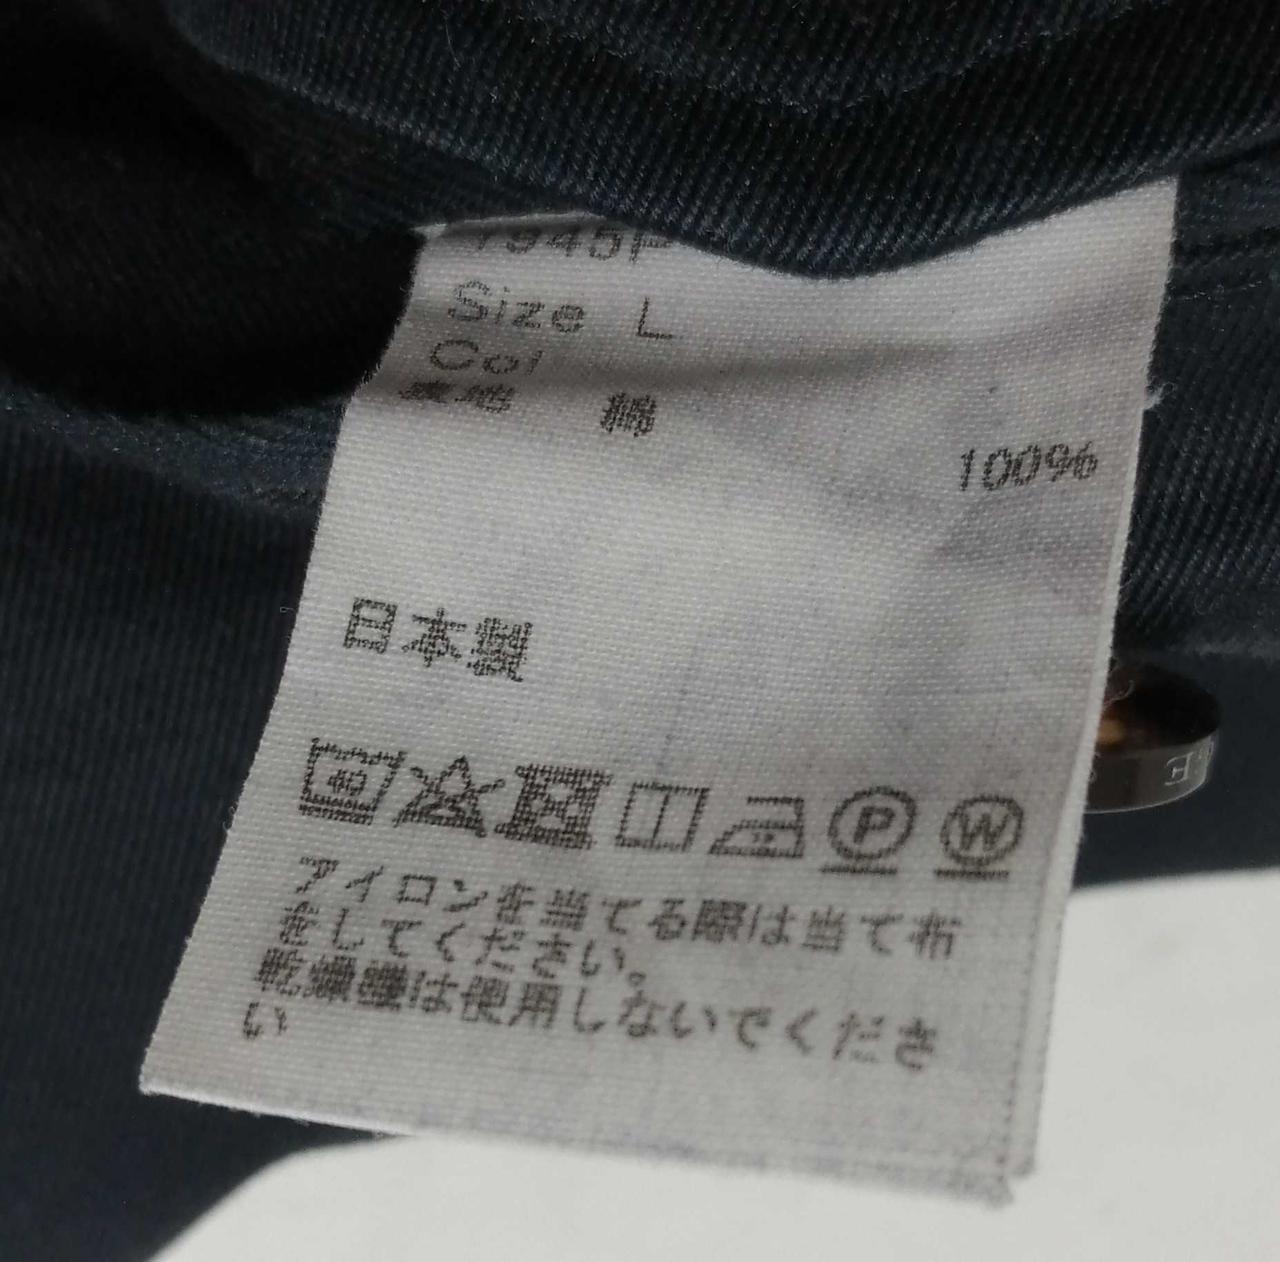 Size L
Col
表地 綿 100%
日本製
P W
アイロンを当てる際は当て布
をしてください。
乾燥機は使用しないでくださ
い